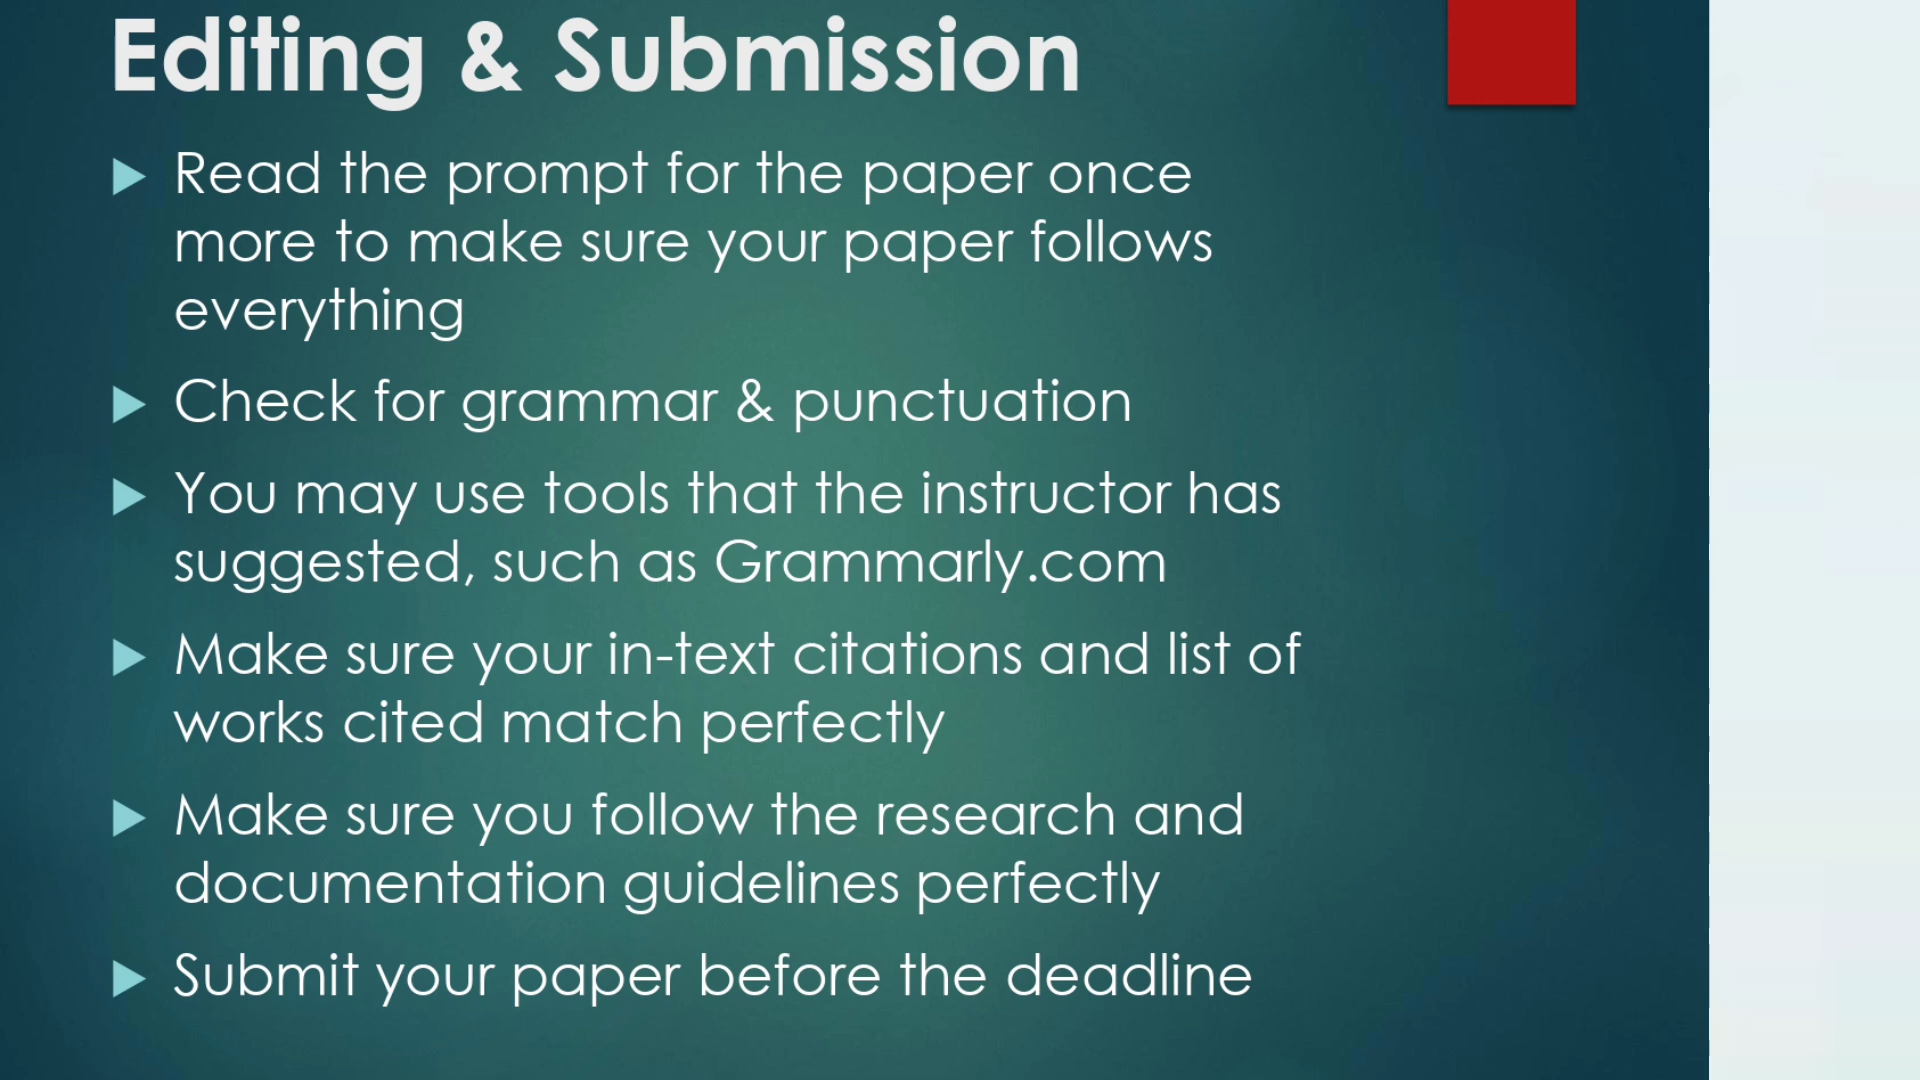 Editing & Submission
Read the prompt for the paper once
more to make sure your paper follows
everything
Check for grammar & punctuation
You may use tools that the instructor has
suggested, such as Grammarly.com
Make sure your in-text citations and list of
works cited match perfectly
Make sure you follow the research and
documentation guidelines perfectly
Submit your paper before the deadline